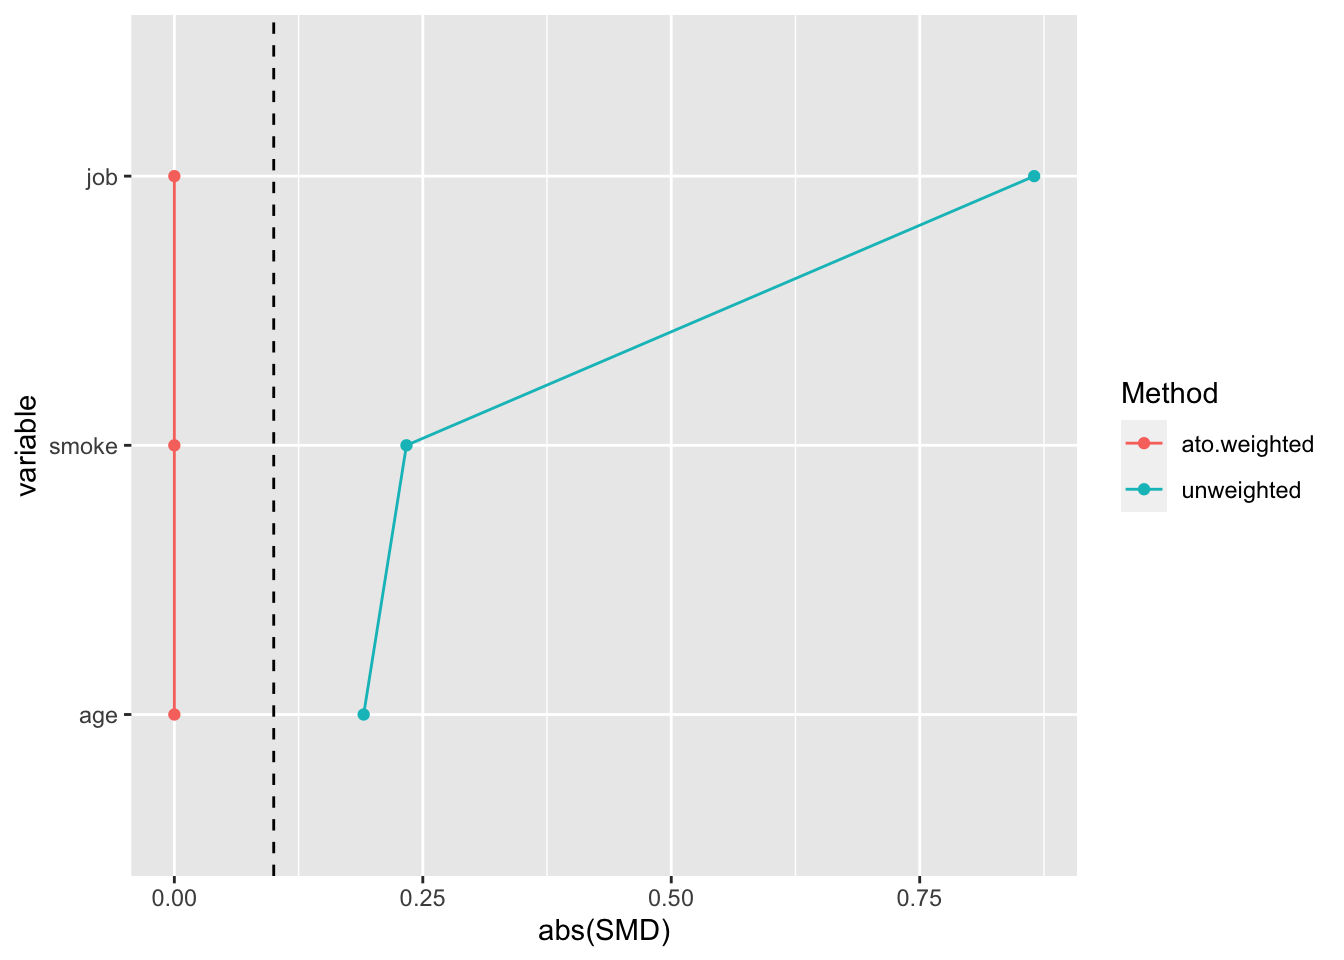 variable
job
smoke
age
0.00
0.25
0.50
0.75
abs(SMD)
Method
ato.weighted
unweighted